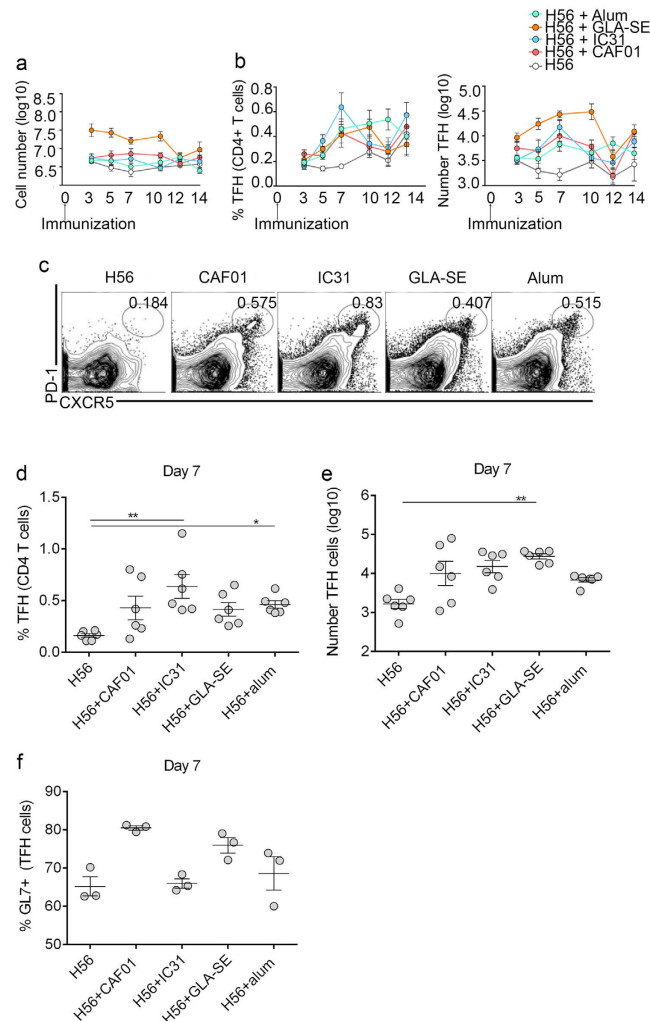 H56 + Alum
H56 + GLA-SE
H56 + IC31
H56 + CAF01
H56
a
Cell number (log10)
8.5
8.0
7.5
7.0
6.5
0 3 5 7 10 12 14
Immunization
b
% TFH (CD4+ T cells)
0.8
0.6
0.4
0.2
0.0
0 3 5 7 10 12 14
Immunization
Number TFH (log10)
5.0
4.5
4.0
3.5
3.0
0 3 5 7 10 12 14
Immunization
c
H56 CAF01 IC31 GLA-SE Alum
0.184 0.575 0.83 0.407 0.515
PD-1
CXCR5
d
Day 7
% TFH (CD4 T cells)
1.5
1.0
0.5
0.0
**
*
H56
H56+CAF01
H56+IC31
H56+GLA-SE
H56+alum
e
Day 7
Number TFH cells (log10)
6
5
4
3
2
**
H56
H56+CAF01
H56+IC31
H56+GLA-SE
H56+alum
f
Day 7
% GL7+ (TFH cells)
90
80
70
60
50
H56
H56+CAF01
H56+IC31
H56+GLA-SE
H56+alum